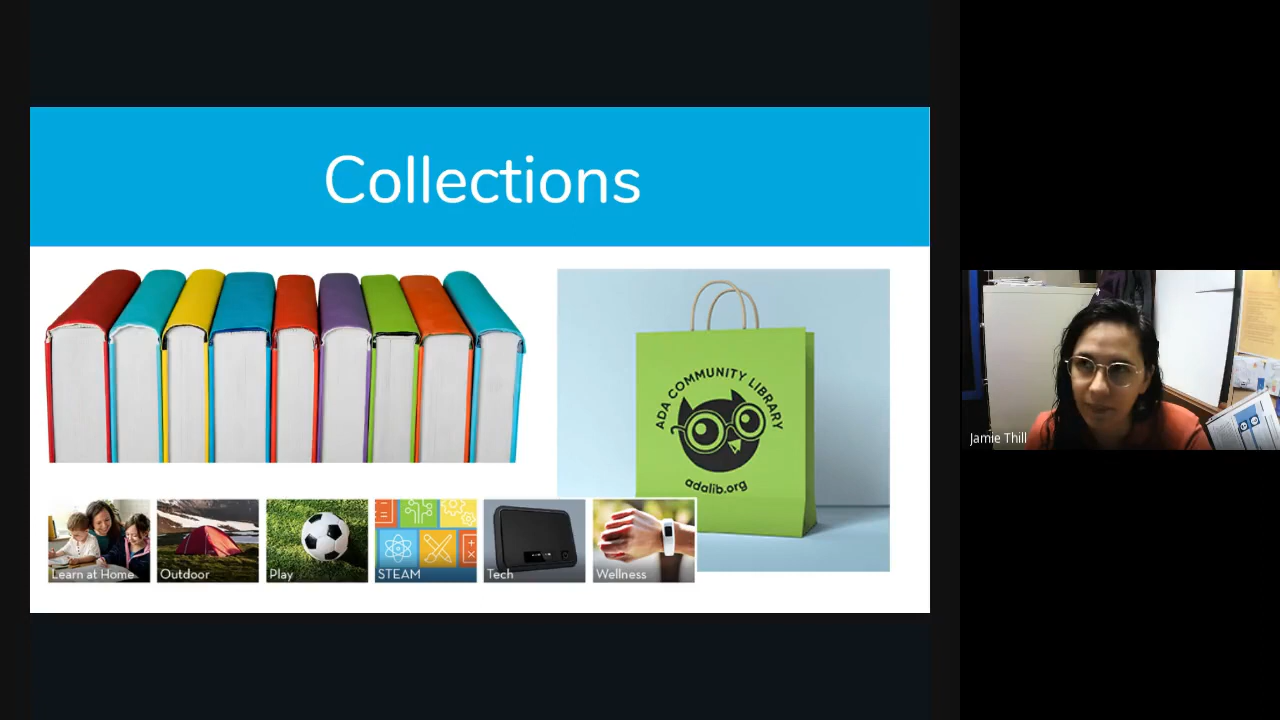 Collections
ADA COMMUNITY LIBRARY
adalib.org
Learn at Home
Outdoor
Play
STEAM
Tech
Wellness
Jamie Thill